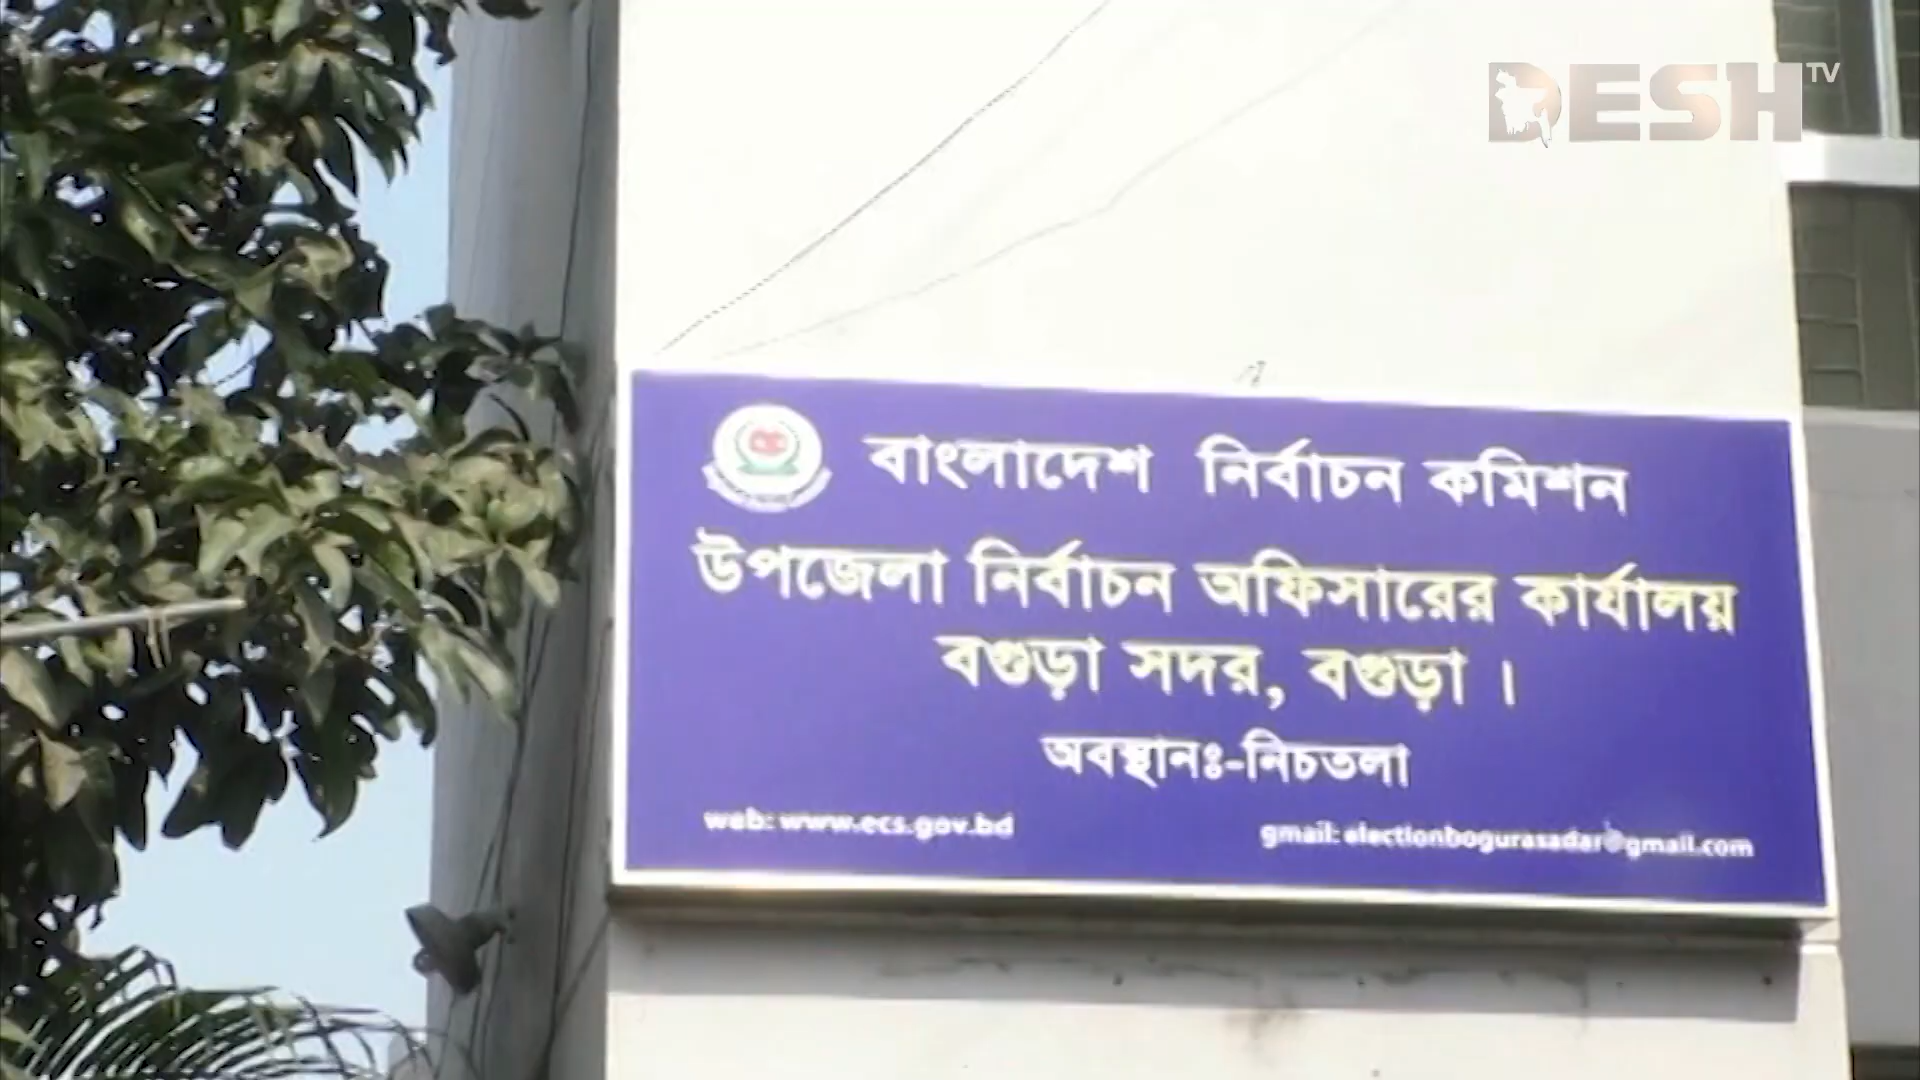 DESH TV
বাংলাদেশ নির্বাচন কমিশন
উপজেলা নির্বাচন অফিসারের কার্যালয়
বগুড়া সদর, বগুড়া ।
অবস্থানঃ-নিচতলা
web: www.ecs.gov.bd
gmail: electionbogurasadar@gmail.com